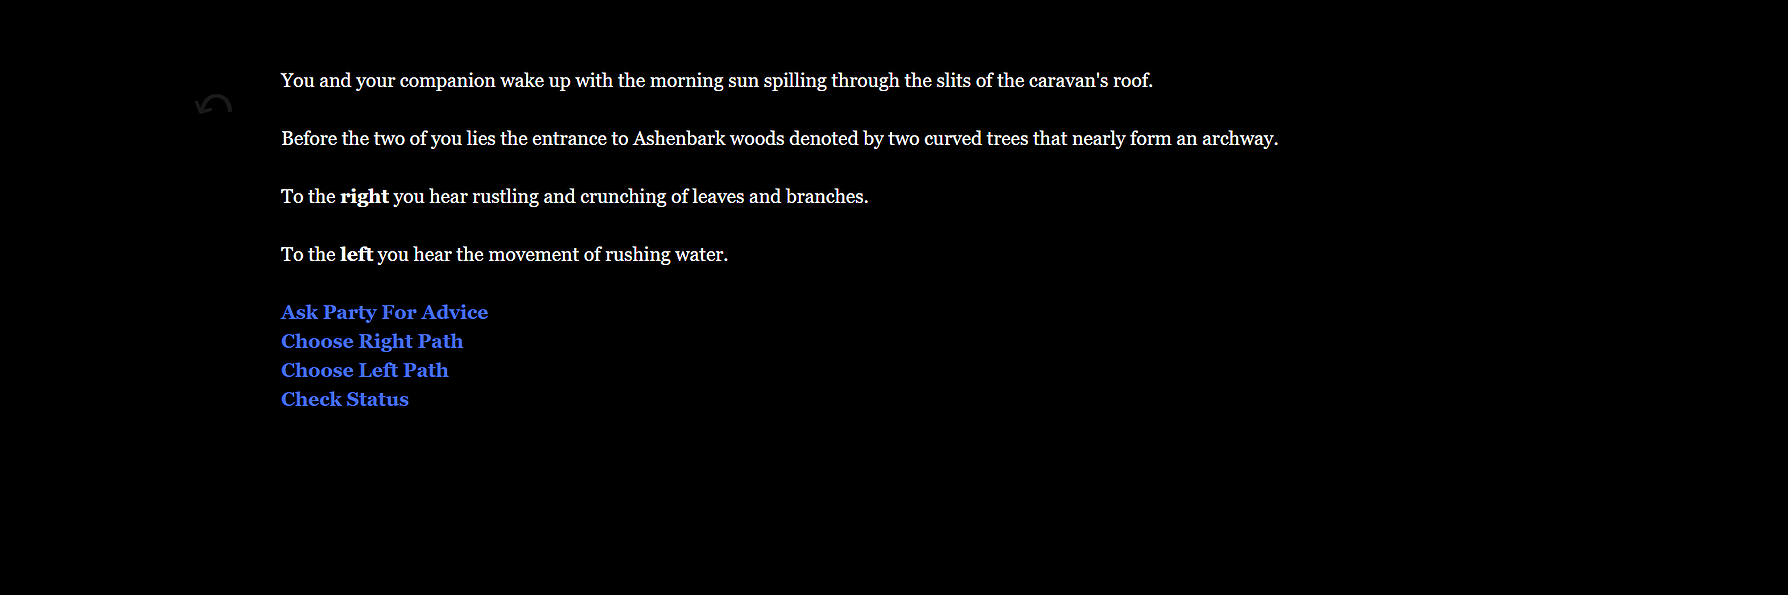 You and your companion wake up with the morning sun spilling through the slits of the caravan's roof.
Before the two of you lies the entrance to Ashenbark woods denoted by two curved trees that nearly form an archway.
To the right you hear rustling and crunching of leaves and branches.
To the left you hear the movement of rushing water.
Ask Party For Advice
Choose Right Path
Choose Left Path
Check Status